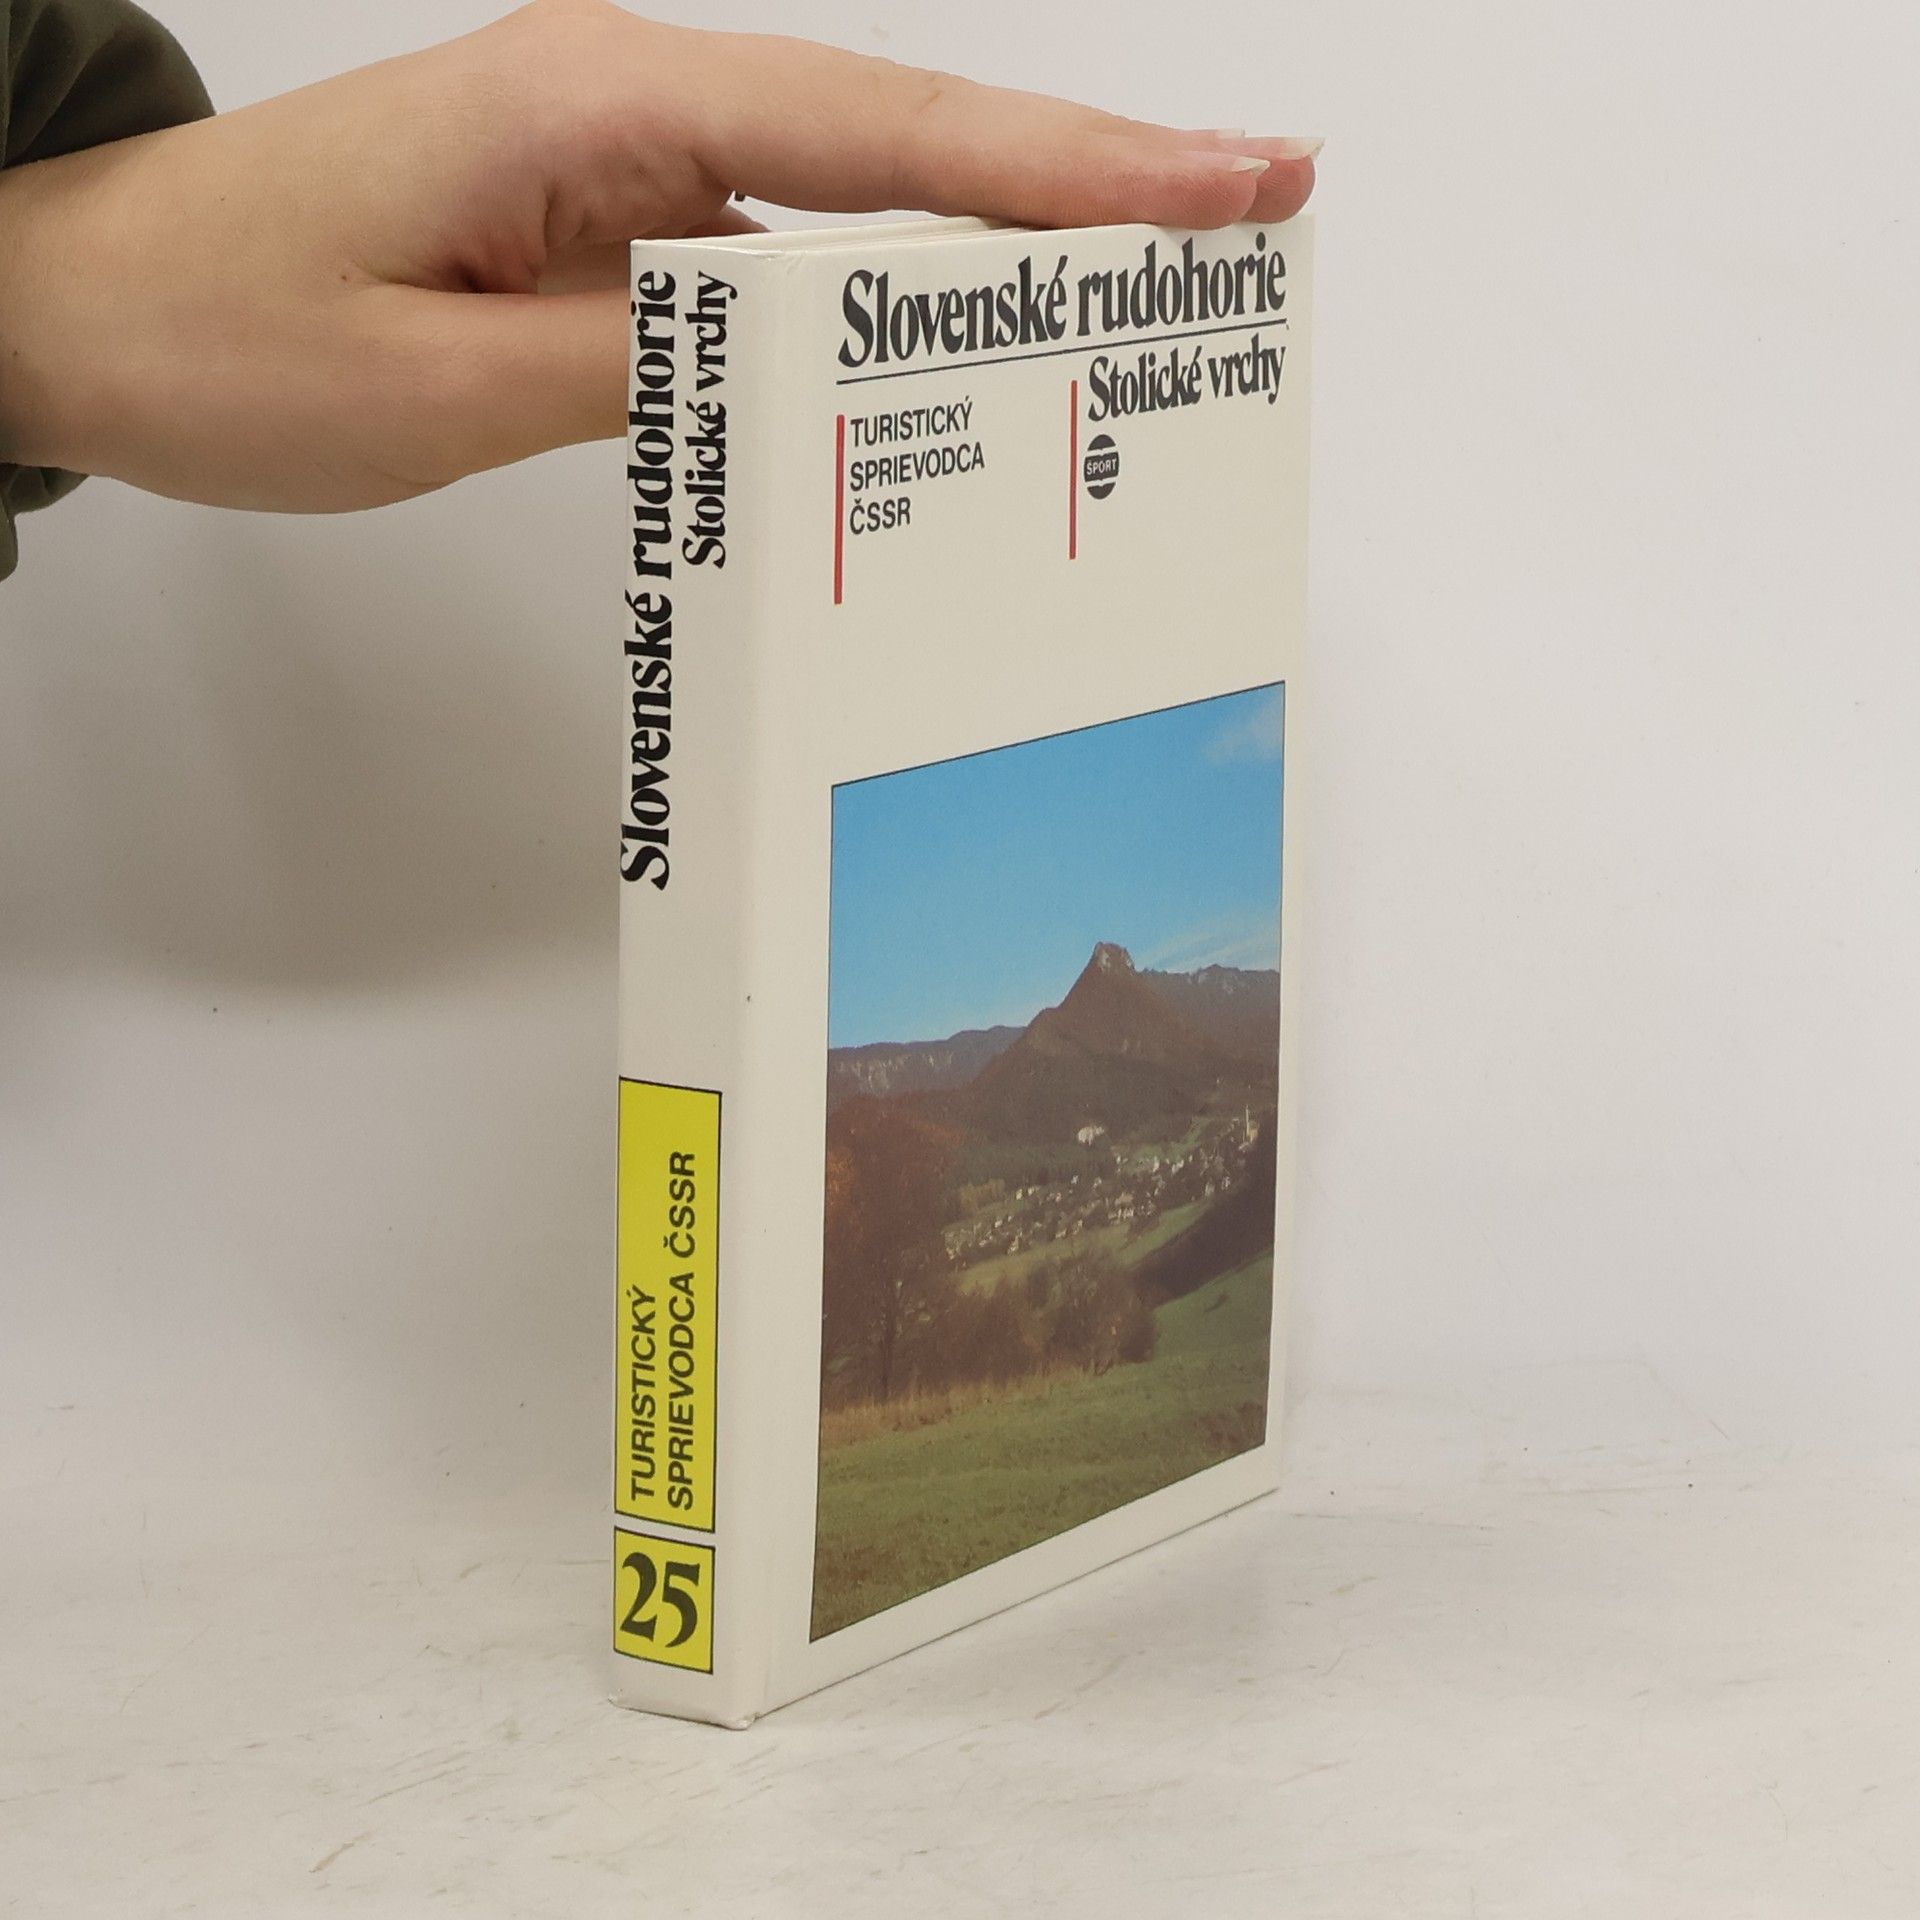 Slovenské rudohorie
Stolické vrchy
TURISTICKÝ
SPRIEVODCA ČSSR
25
Slovenské rudohorie
Stolické vrchy
TURISTICKÝ
SPRIEVODCA
ČSSR
ŠPORT